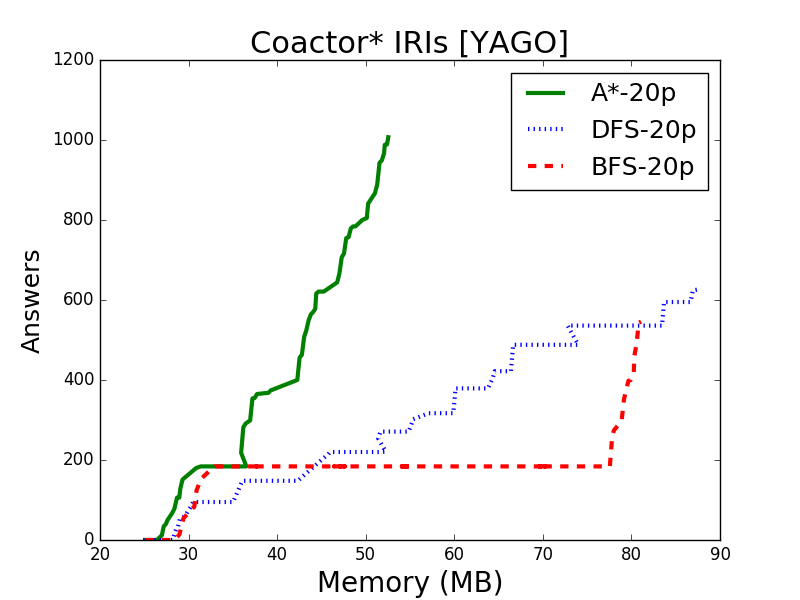 Coactor* IRIs [YAGO]
1200
1000
800
600
400
200
0
Answers
A*-20p
DFS-20p
BFS-20p
20 30 40 50 60 70 80 90
Memory (MB)